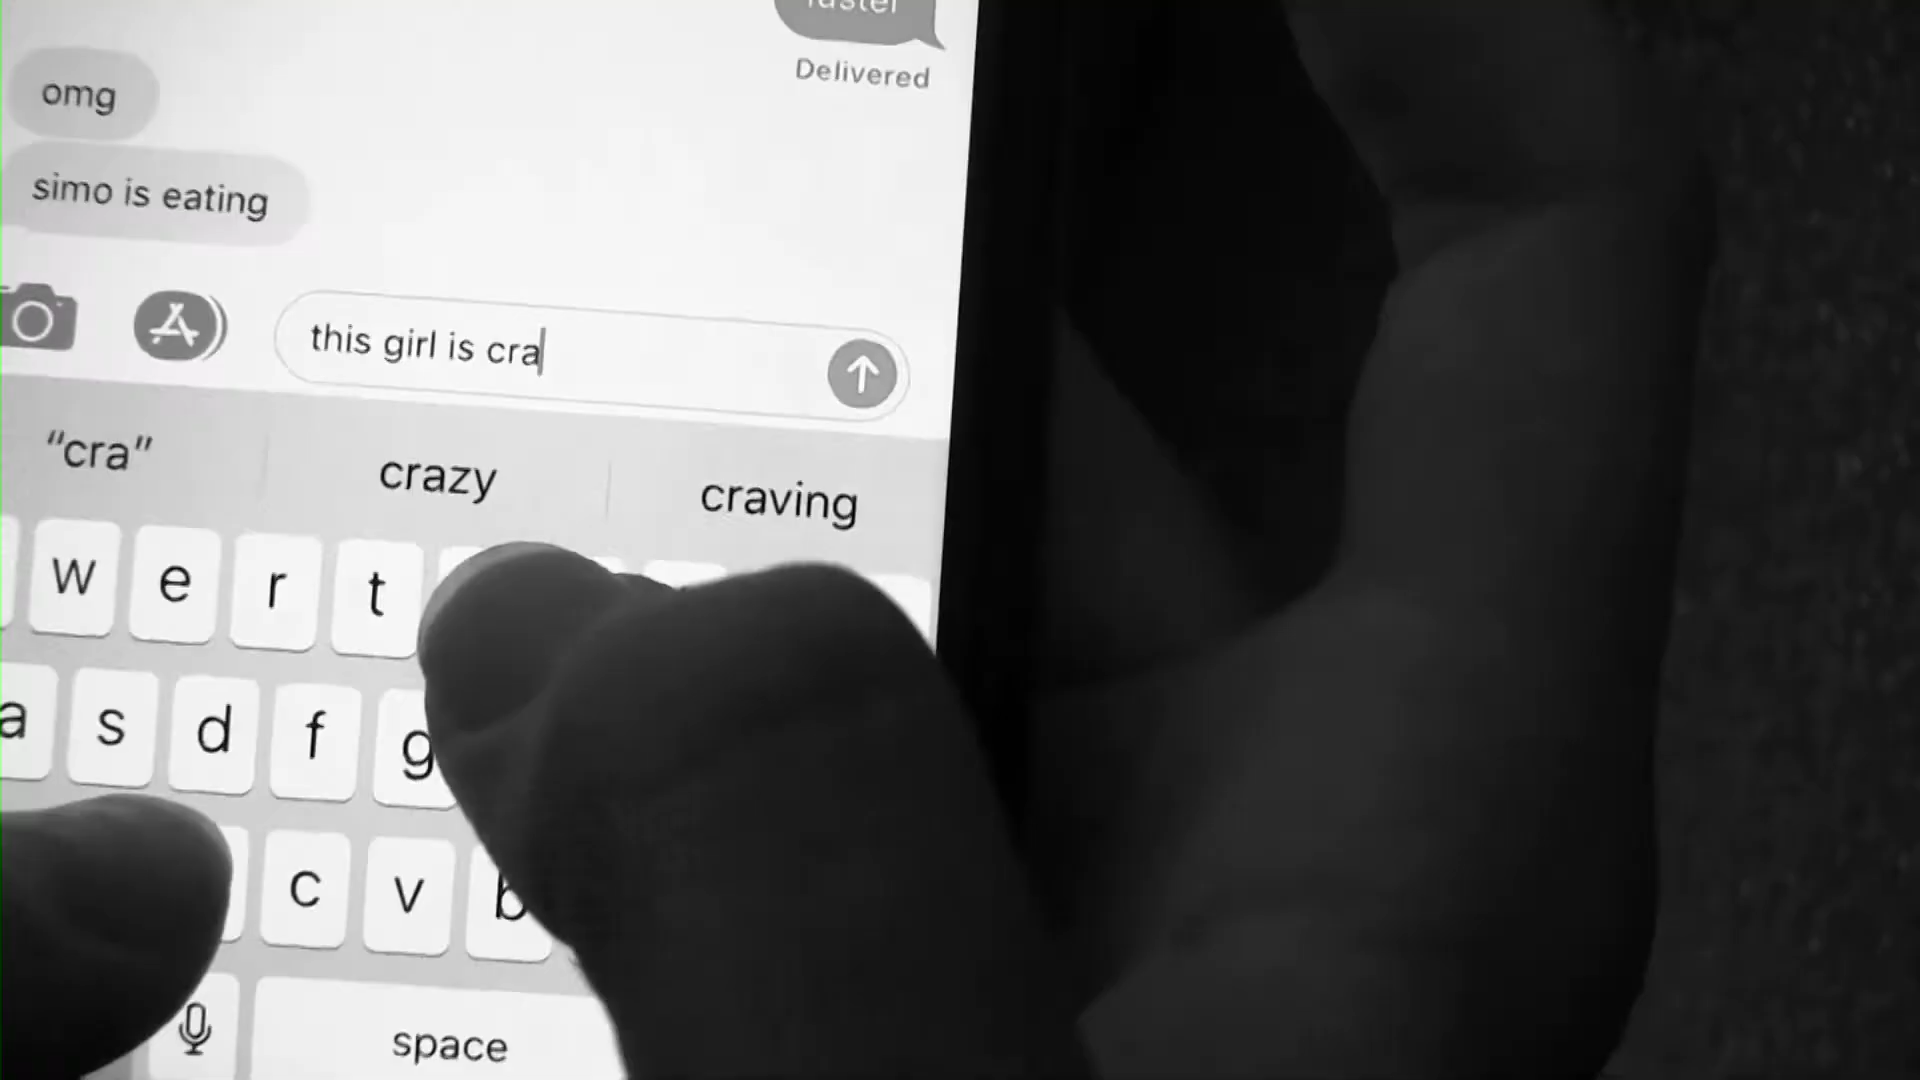 Delivered
omg
simo is eating
this girl is cra
"cra" crazy craving
w e r t
a s d f g
c v b
space